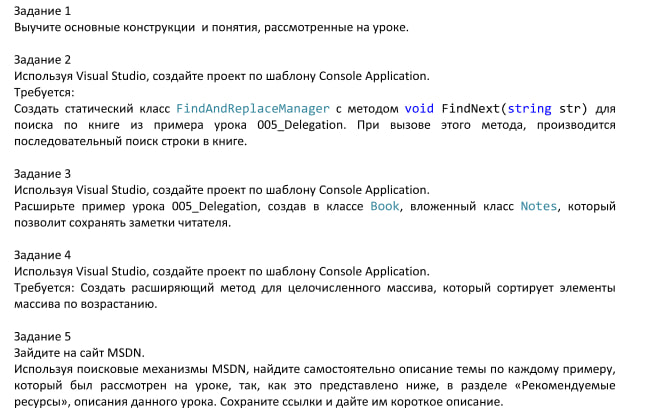 Задание 1
Выучите основные конструкции и понятия, рассмотренные на уроке.
Задание 2
Используя Visual Studio, создайте проект по шаблону Console Application.
Требуется:
Создать статический класс FindAndReplaceManager с методом void FindNext(string str) для
поиска по книге из примера урока 005_Delegation. При вызове этого метода, производится
последовательный поиск строки в книге.
Задание 3
Используя Visual Studio, создайте проект по шаблону Console Application.
Расширьте пример урока 005_Delegation, создав в классе Book, вложенный класс Notes, который
позволит сохранять заметки читателя.
Задание 4
Используя Visual Studio, создайте проект по шаблону Console Application.
Требуется: Создать расширяющий метод для целочисленного массива, который сортирует элементы
массива по возрастанию.
Задание 5
Зайдите на сайт MSDN.
Используя поисковые механизмы MSDN, найдите самостоятельно описание темы по каждому примеру,
который был рассмотрен на уроке, так, как это представлено ниже, в разделе «Рекомендуемые
ресурсы», описания данного урока. Сохраните ссылки и дайте им короткое описание.